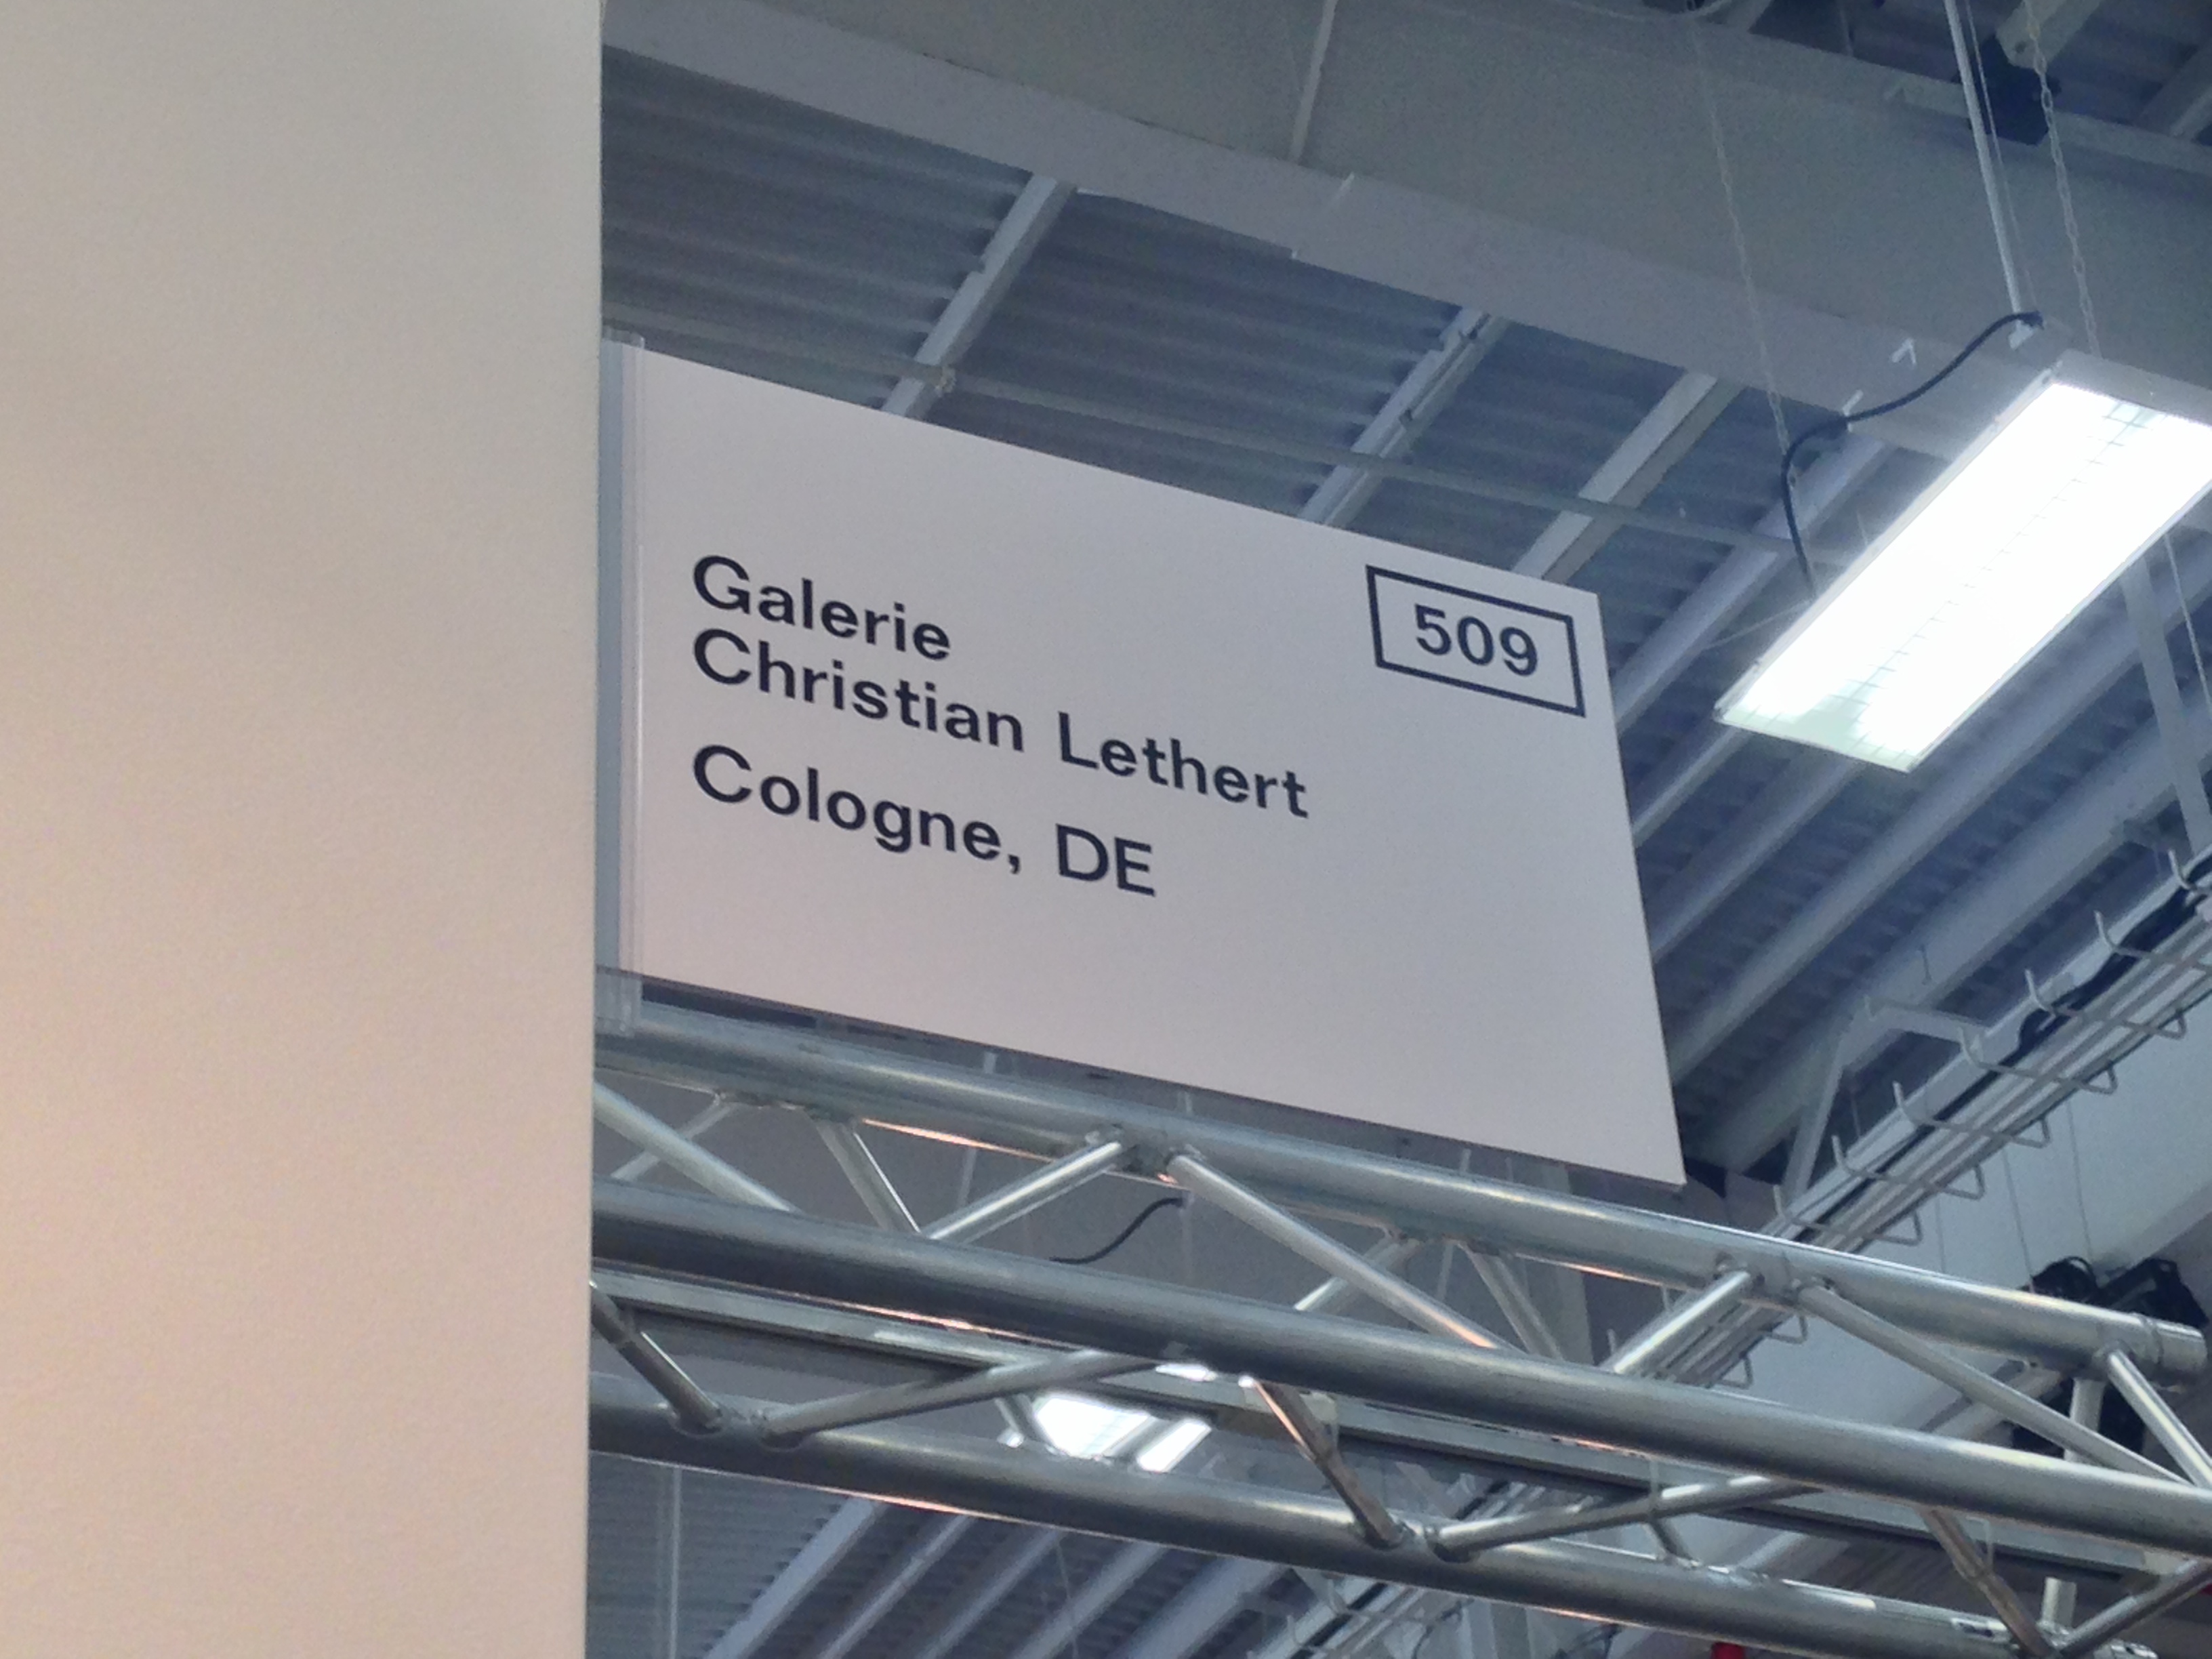 Galerie
Christian Lethert
Cologne, DE
509